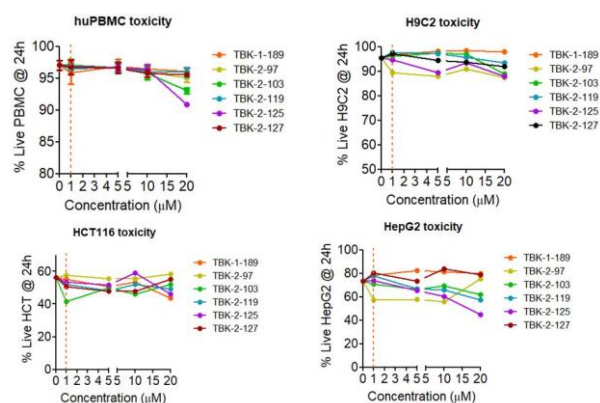 huPBMC toxicity
% Live PBMC @ 24h
100
95
90
85
80
0 1 2 3 4 5 5 10 15 20
Concentration (μM)
TBK-1-189
TBK-2-97
TBK-2-103
TBK-2-119
TBK-2-125
TBK-2-127
H9C2 toxicity
% Live H9C2 @ 24h
100
90
80
70
60
50
0 1 2 3 4 5 5 10 15 20
Concentration (μM)
TBK-1-189
TBK-2-97
TBK-2-103
TBK-2-119
TBK-2-125
TBK-2-127
HCT116 toxicity
% Live HCT @ 24h
60
40
20
0
0 1 2 3 4 5 5 10 15 20
Concentration (μM)
TBK-1-189
TBK-2-97
TBK-2-103
TBK-2-119
TBK-2-125
TBK-2-127
HepG2 toxicity
% Live HepG2 @ 24h
100
80
60
40
20
0
0 1 2 3 4 5 5 10 15 20
Concentration (μM)
TBK-1-189
TBK-2-97
TBK-2-103
TBK-2-119
TBK-2-125
TBK-2-127